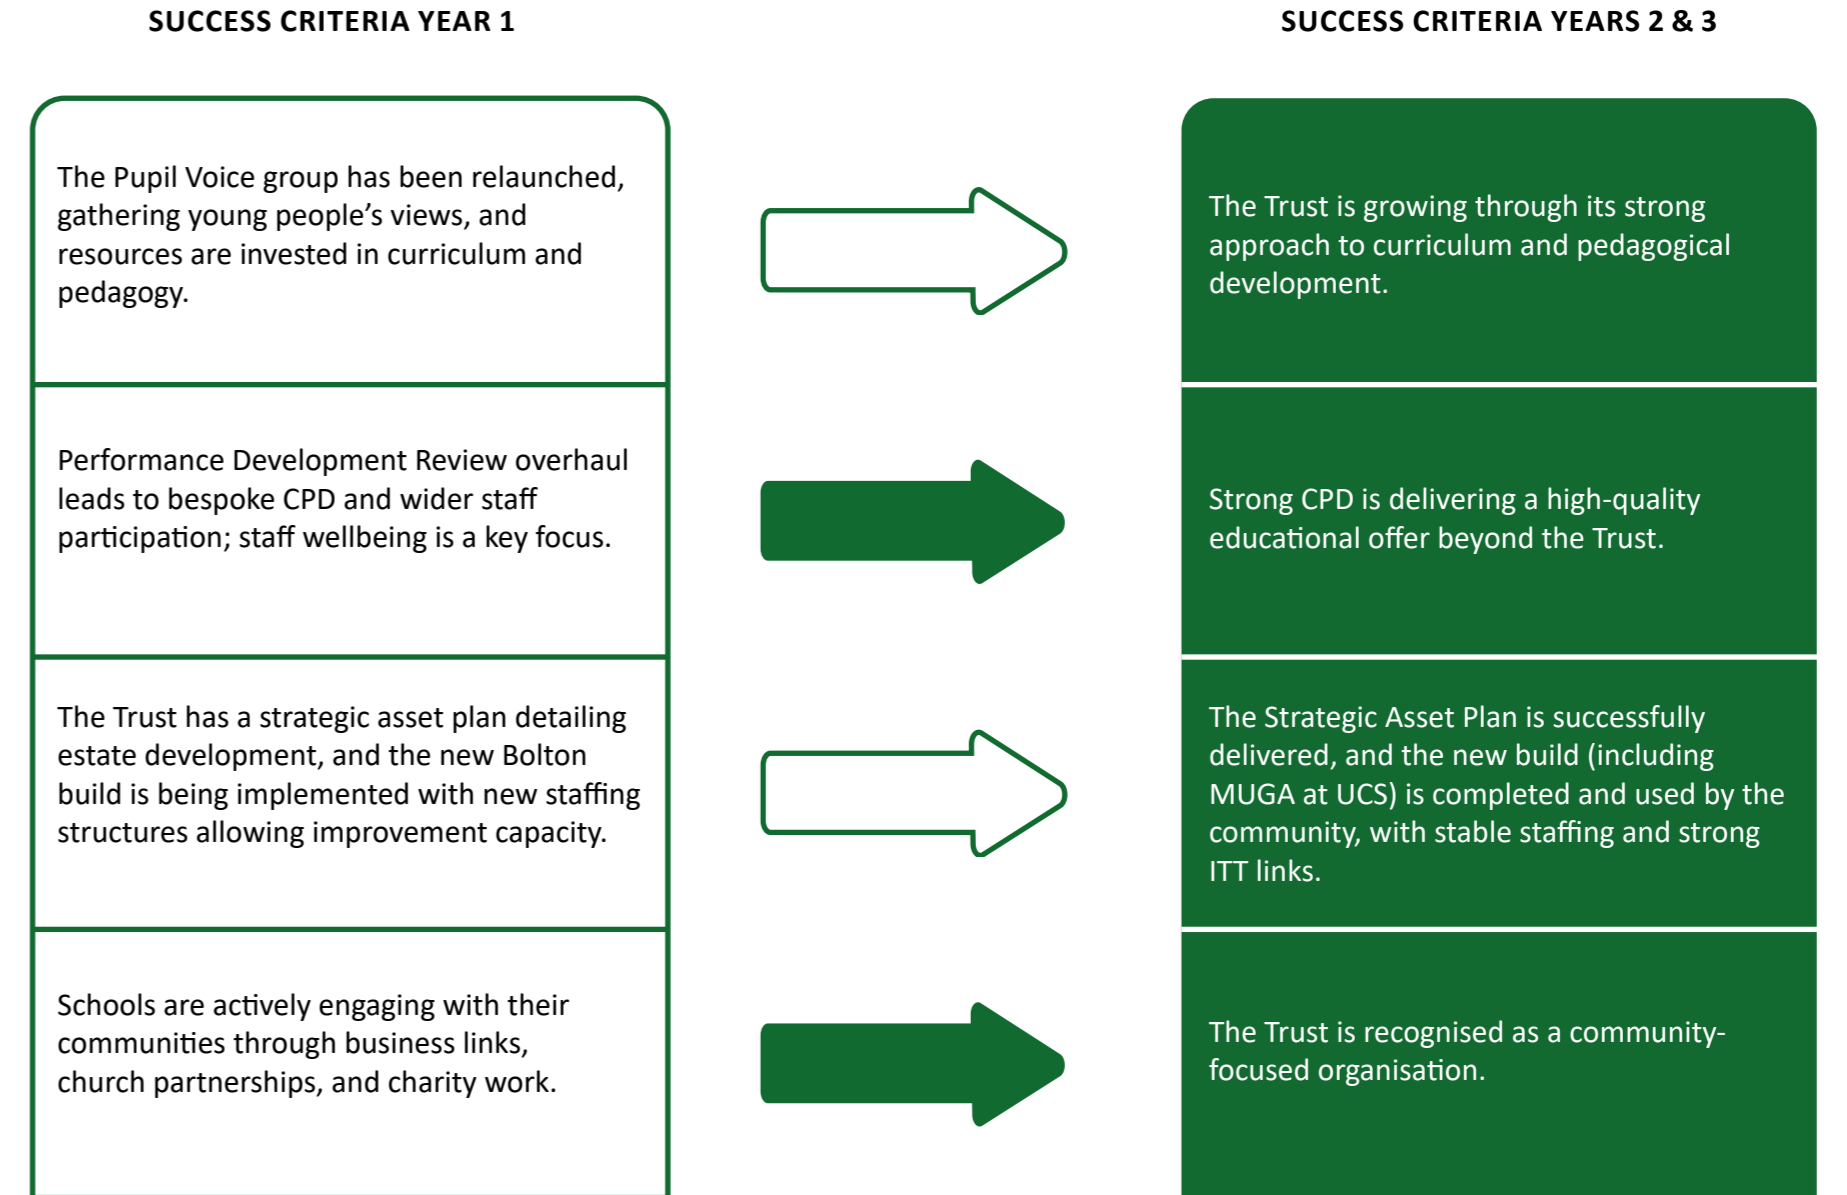 SUCCESS CRITERIA YEAR 1
SUCCESS CRITERIA YEARS 2 & 3
The Pupil Voice group has been relaunched,
gathering young people’s views, and
resources are invested in curriculum and
pedagogy.
The Trust is growing through its strong
approach to curriculum and pedagogical
development.
Performance Development Review overhaul
leads to bespoke CPD and wider staff
participation; staff wellbeing is a key focus.
Strong CPD is delivering a high-quality
educational offer beyond the Trust.
The Trust has a strategic asset plan detailing
estate development, and the new Bolton
build is being implemented with new staffing
structures allowing improvement capacity.
The Strategic Asset Plan is successfully
delivered, and the new build (including
MUGA at UCS) is completed and used by the
community, with stable staffing and strong
ITT links.
Schools are actively engaging with their
communities through business links,
church partnerships, and charity work.
The Trust is recognised as a community-
focused organisation.